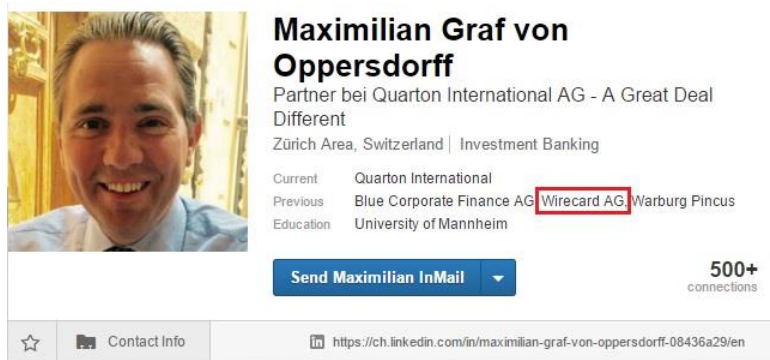 Maximilian Graf von
Oppersdorff
Partner bei Quarton International AG - A Great Deal
Different
Zürich Area, Switzerland | Investment Banking
Current Quarton International
Previous Blue Corporate Finance AG, Wirecard AG, Warburg Pincus
Education University of Mannheim
Send Maximilian InMail
500+
connections
Contact Info
https://ch.linkedin.com/in/maximilian-graf-von-oppersdorff-08436a29/en